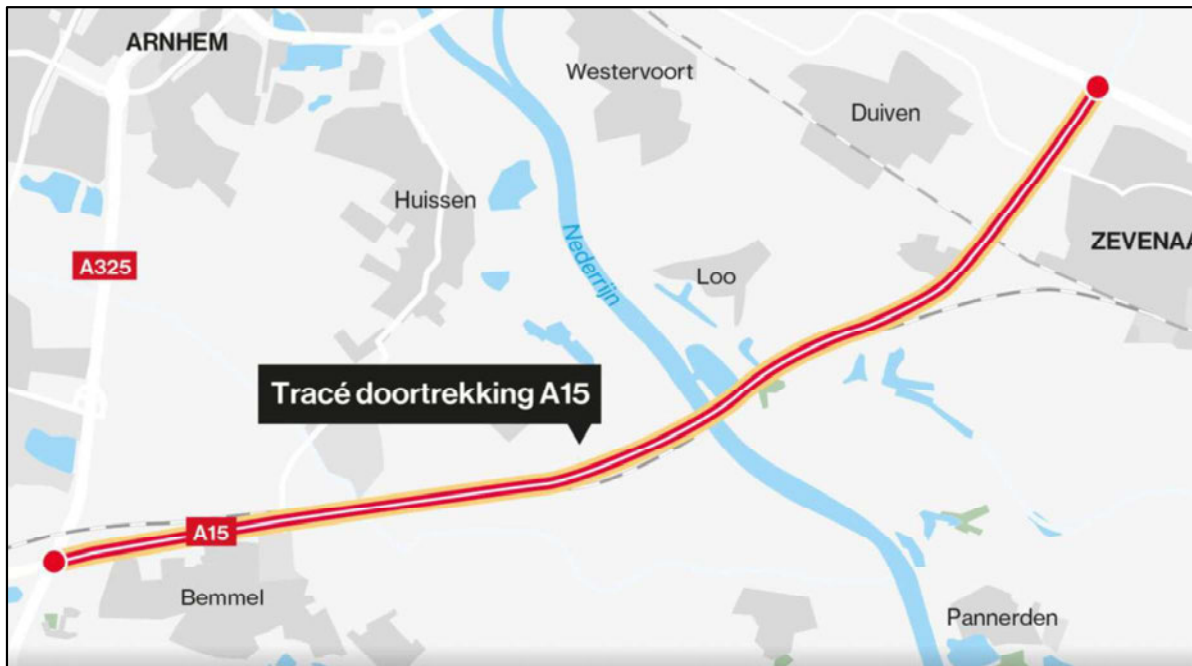 ARNHEM
Westervoort
Duiven
Huissen
Nederrijn
ZEVENAA
A325
Loo
Tracé doortrekking A15
A15
Bemmel
Pannerden